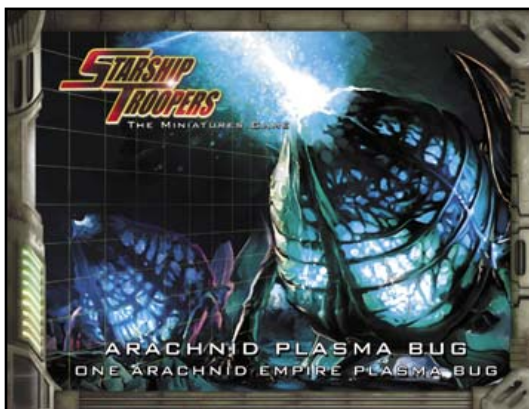 STARSHIP
TROOPERS
THE MINIATURES GAME
ARACHNID PLASMA BUG
ONE ARACHNID EMPIRE PLASMA BUG